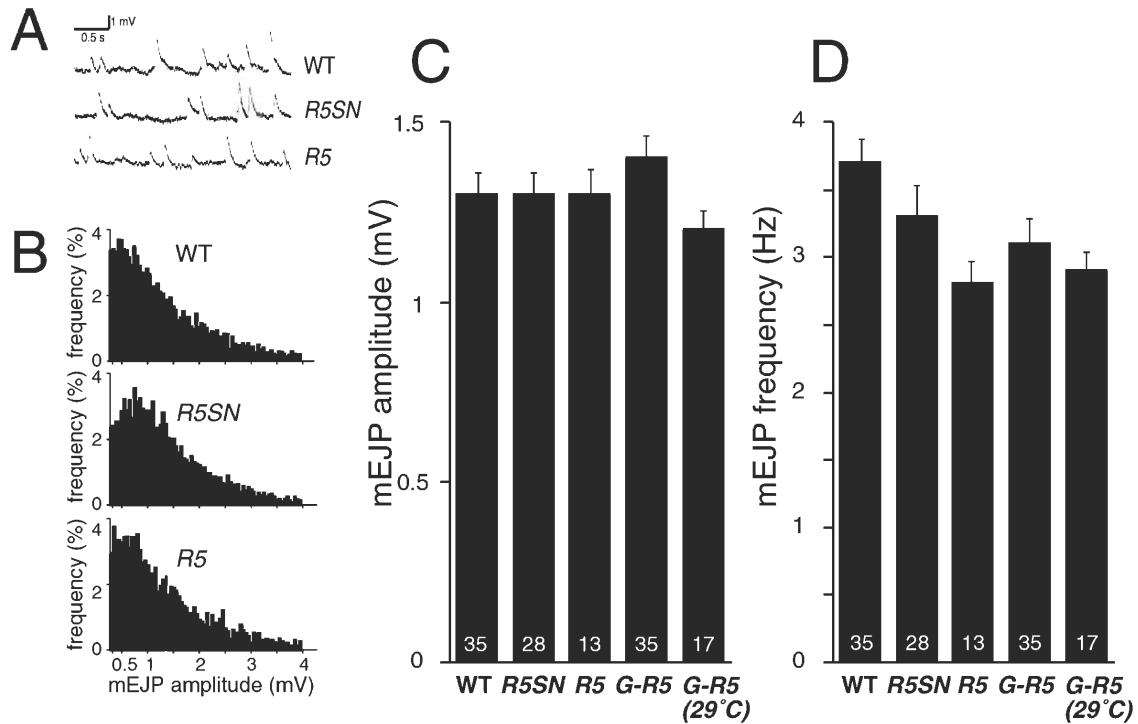 A
1 mV
0.5 s
WT
R5SN
R5
B
4
2
0
frequency (%)
WT
4
2
0
frequency (%)
R5SN
4
2
0
frequency (%)
R5
0.5 1 2 3 4
mEJP amplitude (mV)
C
1.5
1
0.5
0
mEJP amplitude (mV)
35 28 13 35 17
WT R5SN R5 G-R5 G-R5
(29˚C)
D
4
3
2
1
0
mEJP frequency (Hz)
35 28 13 35 17
WT R5SN R5 G-R5 G-R5
(29˚C)